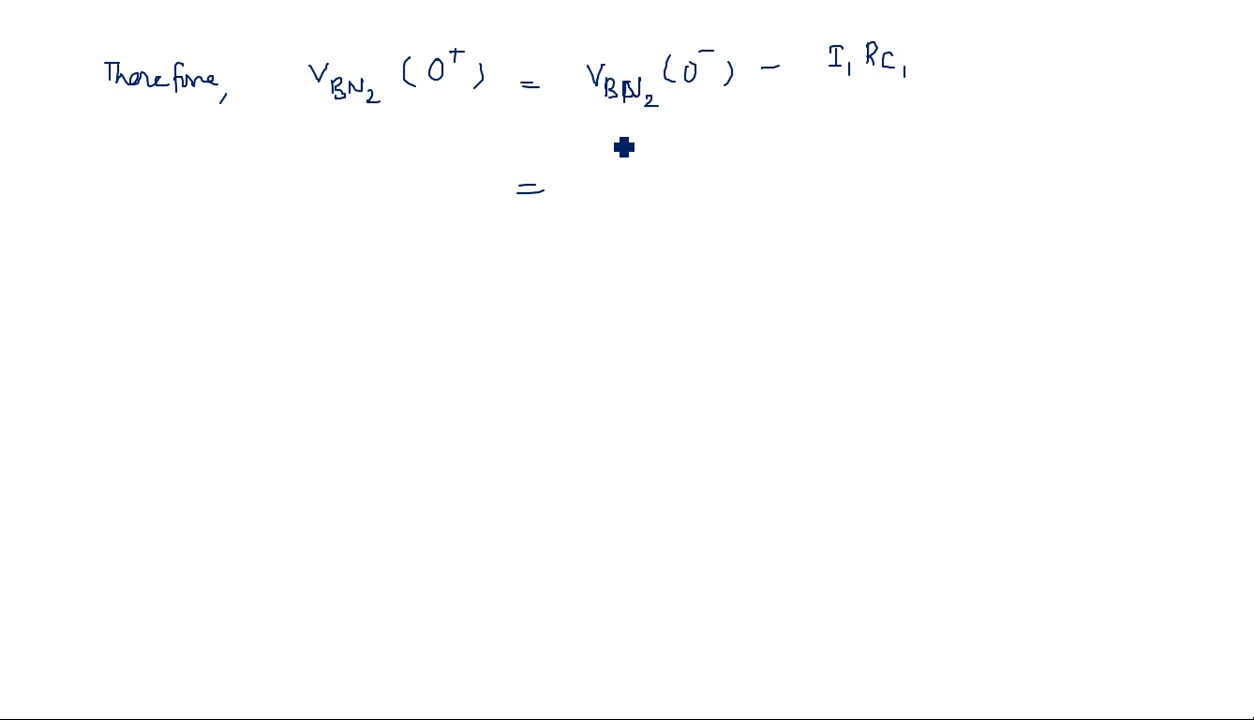 Therefore, V_{BN_2} (0^+) = V_{BN_2} (0^-) - I_1 R_{C_1}
=